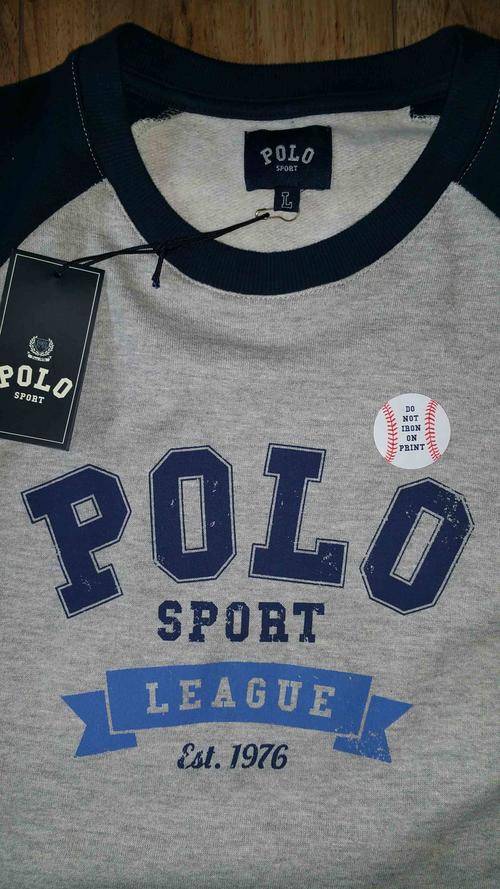 POLO
SPORT
L
POLO
SPORT
DO
NOT
IRON
ON
PRINT
POLO
SPORT
LEAGUE
Est. 1976